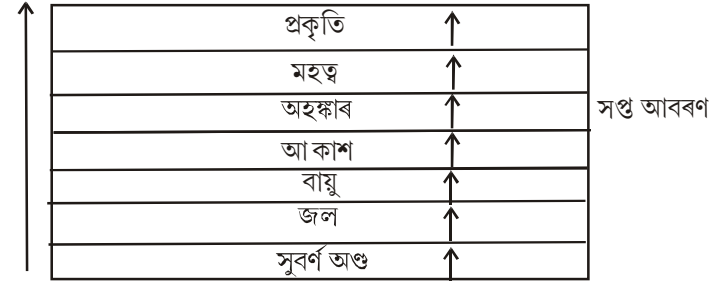 প্ৰকৃতি
মহত্ব
অহঙ্কাৰ
সপ্ত আবৰণ
আকাশ
বায়ু
জল
সুবৰ্ণ অণ্ড